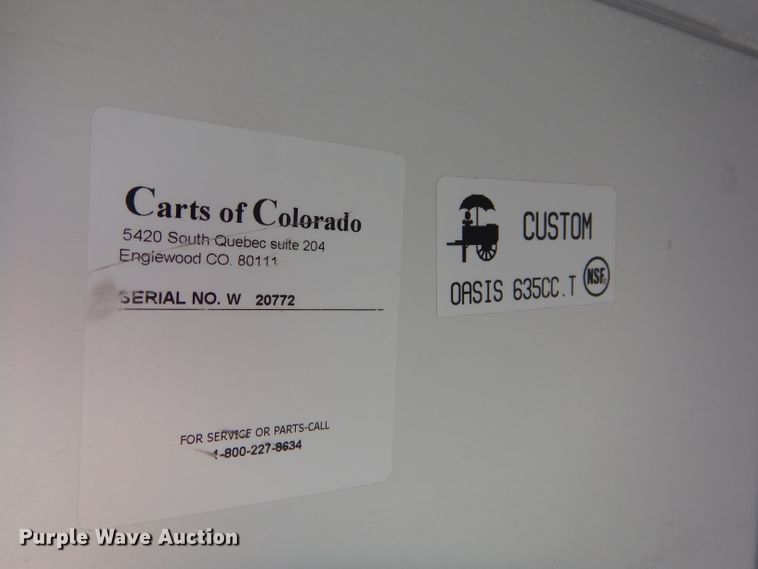 Carts of Colorado
5420 South Quebec suite 204
Englewood CO. 80111
SERIAL NO. W 20772
FOR SERVICE OR PARTS-CALL
1-800-227-8634
CUSTOM
OASIS 635CC.T
NSF
Purple Wave Auction